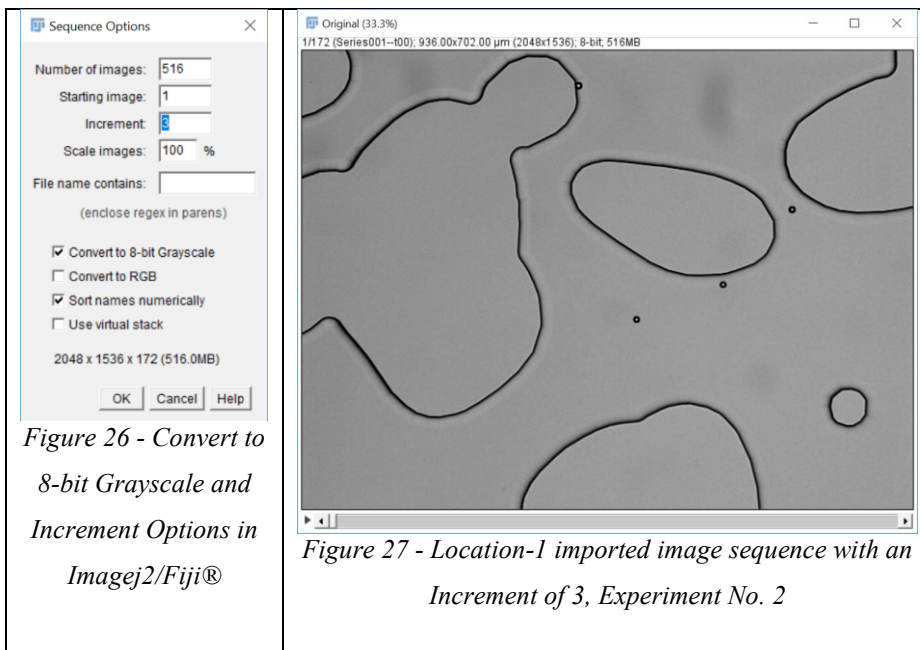 Sequence Options
Number of images: 516
Starting image: 1
Increment: 3
Scale images: 100 %
File name contains:
(enclose regex in parens)
Convert to 8-bit Grayscale
Convert to RGB
Sort names numerically
Use virtual stack
2048 x 1536 x 172 (516.0MB)
OK Cancel Help
Figure 26 - Convert to
8-bit Grayscale and
Increment Options in
Imagej2/Fiji®
Original (33.3%)
1/172 (Series001--t00); 936.00x702.00 µm (2048x1536); 8-bit; 516MB
Figure 27 - Location-1 imported image sequence with an
Increment of 3, Experiment No. 2